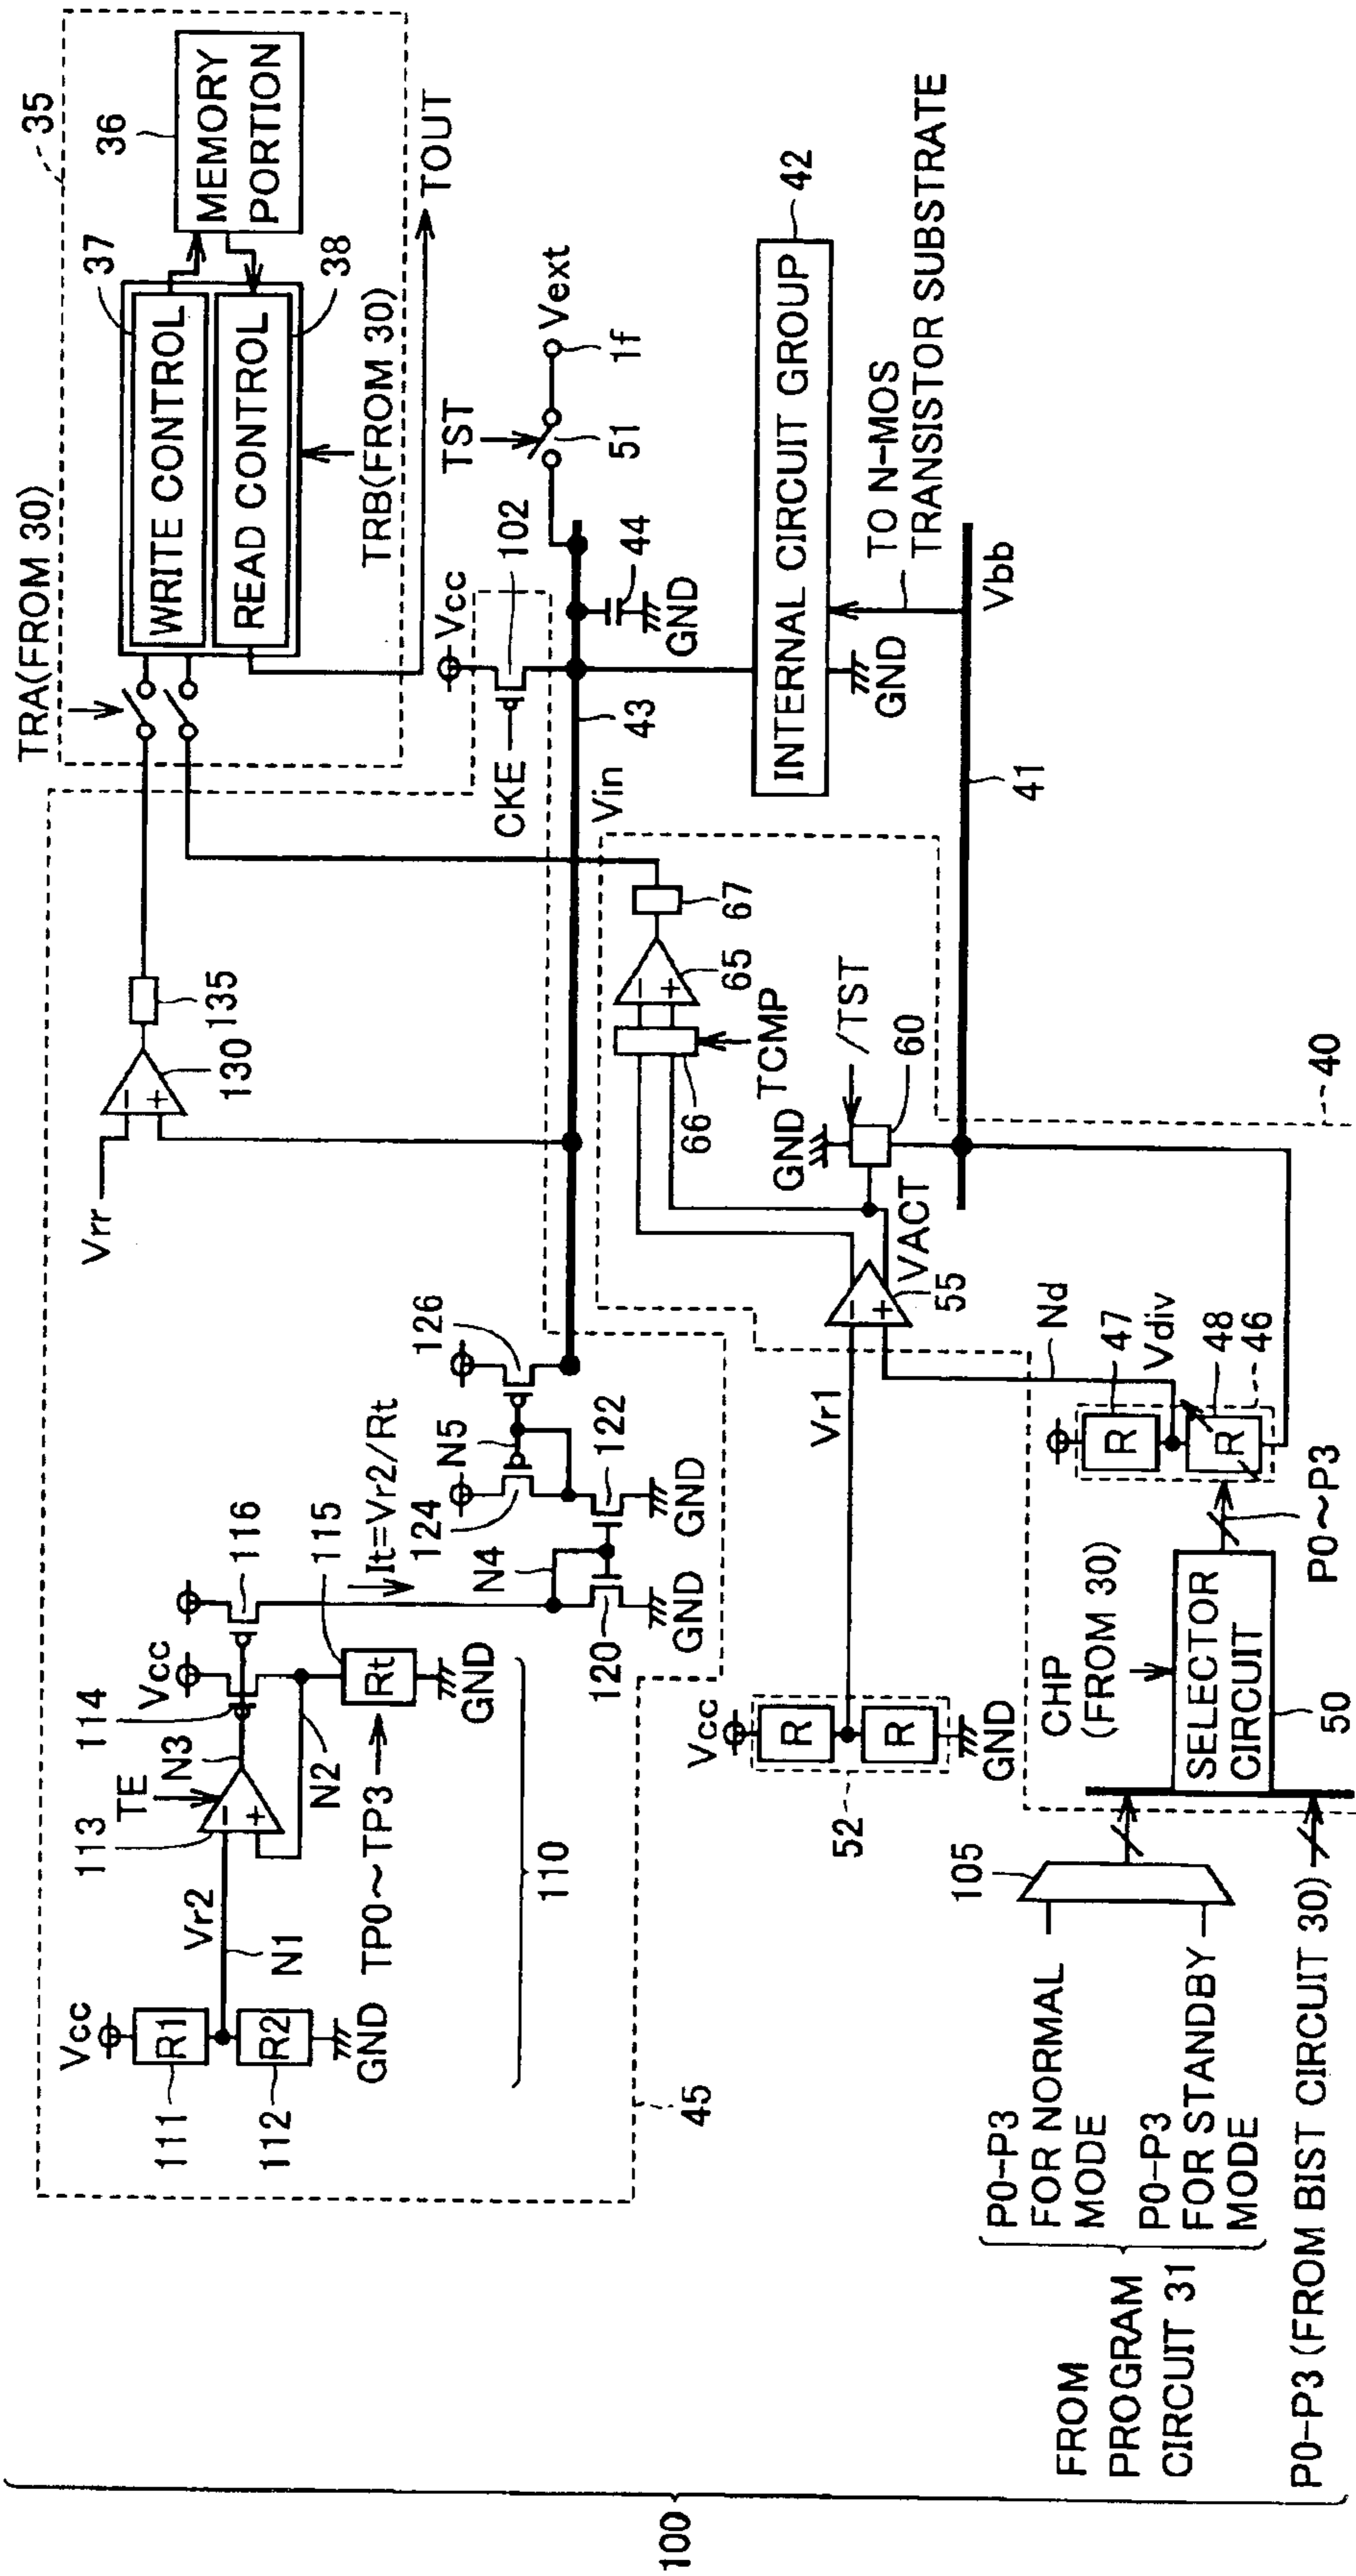 100
35
36
MEMORY
PORTION
37
WRITE CONTROL
READ CONTROL
38
TRA(FROM 30)
TRB(FROM 30)
TOUT
Vrr
130
135
Vcc
102
CKE
TST
51
Vext
1f
44
GND
43
Vin
INTERNAL CIRCUIT GROUP
42
GND
TO N-MOS
TRANSISTOR SUBSTRATE
Vbb
41
Vcc
R1
111
R2
112
GND
Vr2
N1
113
TE
N3
114
Vcc
116
N2
115
Rt
GND
TP0~TP3
110
It=Vr2/Rt
N4
120
GND
122
GND
124
N5
126
45
67
65
66
TCMP
GND
/TST
60
VACT
55
Vr1
Vcc
R
R
52
GND
Nd
47
R
Vdiv
48
R
46
P0~P3
40
CHP
(FROM 30)
SELECTOR
CIRCUIT
50
105
P0-P3
FOR NORMAL
MODE
P0-P3
FOR STANDBY
MODE
FROM
PROGRAM
CIRCUIT 31
P0-P3 (FROM BIST CIRCUIT 30)